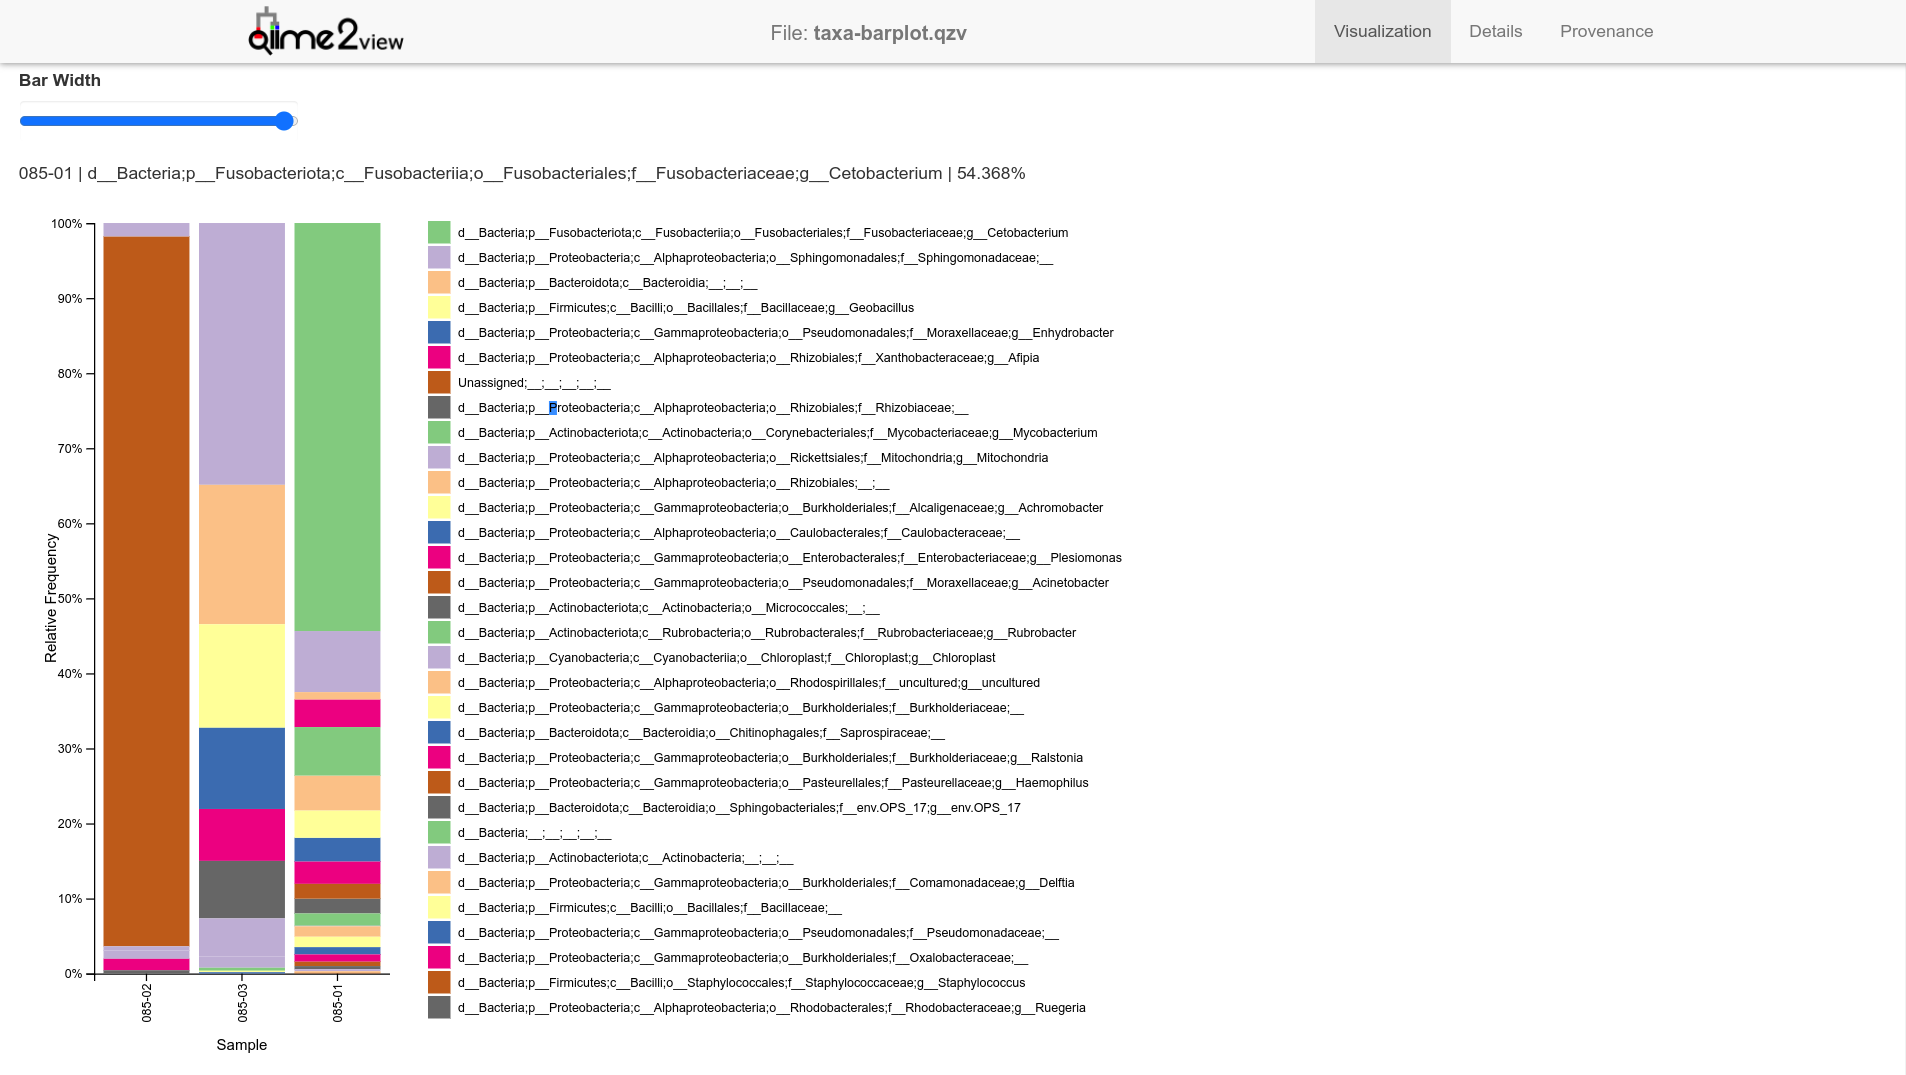 qiime2view
File: taxa-barplot.qzv
Visualization
Details
Provenance
Bar Width
085-01 | d__Bacteria;p__Fusobacteriota;c__Fusobacteriia;o__Fusobacteriales;f__Fusobacteriaceae;g__Cetobacterium | 54.368%
100%
90%
80%
70%
60%
50%
40%
30%
20%
10%
0%
Relative Frequency
085-02
085-03
085-01
Sample
d__Bacteria;p__Fusobacteriota;c__Fusobacteriia;o__Fusobacteriales;f__Fusobacteriaceae;g__Cetobacterium
d__Bacteria;p__Proteobacteria;c__Alphaproteobacteria;o__Sphingomonadales;f__Sphingomonadaceae;__
d__Bacteria;p__Bacteroidota;c__Bacteroidia;__;__;__
d__Bacteria;p__Firmicutes;c__Bacilli;o__Bacillales;f__Bacillaceae;g__Geobacillus
d__Bacteria;p__Proteobacteria;c__Gammaproteobacteria;o__Pseudomonadales;f__Moraxellaceae;g__Enhydrobacter
d__Bacteria;p__Proteobacteria;c__Alphaproteobacteria;o__Rhizobiales;f__Xanthobacteraceae;g__Afipia
Unassigned;__;__;__;__;__
d__Bacteria;p__Proteobacteria;c__Alphaproteobacteria;o__Rhizobiales;f__Rhizobiaceae;__
d__Bacteria;p__Actinobacteriota;c__Actinobacteria;o__Corynebacteriales;f__Mycobacteriaceae;g__Mycobacterium
d__Bacteria;p__Proteobacteria;c__Alphaproteobacteria;o__Rickettsiales;f__Mitochondria;g__Mitochondria
d__Bacteria;p__Proteobacteria;c__Alphaproteobacteria;o__Rhizobiales;__;__
d__Bacteria;p__Proteobacteria;c__Gammaproteobacteria;o__Burkholderiales;f__Alcaligenaceae;g__Achromobacter
d__Bacteria;p__Proteobacteria;c__Alphaproteobacteria;o__Caulobacterales;f__Caulobacteraceae;__
d__Bacteria;p__Proteobacteria;c__Gammaproteobacteria;o__Enterobacterales;f__Enterobacteriaceae;g__Plesiomonas
d__Bacteria;p__Proteobacteria;c__Gammaproteobacteria;o__Pseudomonadales;f__Moraxellaceae;g__Acinetobacter
d__Bacteria;p__Actinobacteriota;c__Actinobacteria;o__Micrococcales;__;__
d__Bacteria;p__Actinobacteriota;c__Rubrobacteria;o__Rubrobacterales;f__Rubrobacteriaceae;g__Rubrobacter
d__Bacteria;p__Cyanobacteria;c__Cyanobacteriia;o__Chloroplast;f__Chloroplast;g__Chloroplast
d__Bacteria;p__Proteobacteria;c__Alphaproteobacteria;o__Rhodospirillales;f__uncultured;g__uncultured
d__Bacteria;p__Proteobacteria;c__Gammaproteobacteria;o__Burkholderiales;f__Burkholderiaceae;__
d__Bacteria;p__Bacteroidota;c__Bacteroidia;o__Chitinophagales;f__Saprospiraceae;__
d__Bacteria;p__Proteobacteria;c__Gammaproteobacteria;o__Burkholderiales;f__Burkholderiaceae;g__Ralstonia
d__Bacteria;p__Proteobacteria;c__Gammaproteobacteria;o__Pasteurellales;f__Pasteurellaceae;g__Haemophilus
d__Bacteria;p__Bacteroidota;c__Bacteroidia;o__Sphingobacteriales;f__env.OPS_17;g__env.OPS_17
d__Bacteria;__;__;__;__;__
d__Bacteria;p__Actinobacteriota;c__Actinobacteria;__;__;__
d__Bacteria;p__Proteobacteria;c__Gammaproteobacteria;o__Burkholderiales;f__Comamonadaceae;g__Delftia
d__Bacteria;p__Firmicutes;c__Bacilli;o__Bacillales;f__Bacillaceae;__
d__Bacteria;p__Proteobacteria;c__Gammaproteobacteria;o__Pseudomonadales;f__Pseudomonadaceae;__
d__Bacteria;p__Proteobacteria;c__Gammaproteobacteria;o__Burkholderiales;f__Oxalobacteraceae;__
d__Bacteria;p__Firmicutes;c__Bacilli;o__Staphylococcales;f__Staphylococcaceae;g__Staphylococcus
d__Bacteria;p__Proteobacteria;c__Alphaproteobacteria;o__Rhodobacterales;f__Rhodobacteraceae;g__Ruegeria